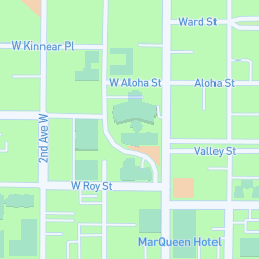 Ward St
W Kinnear Pl
W Aloha St
Aloha St
2nd Ave W
Valley St
W Roy St
MarQueen Hotel